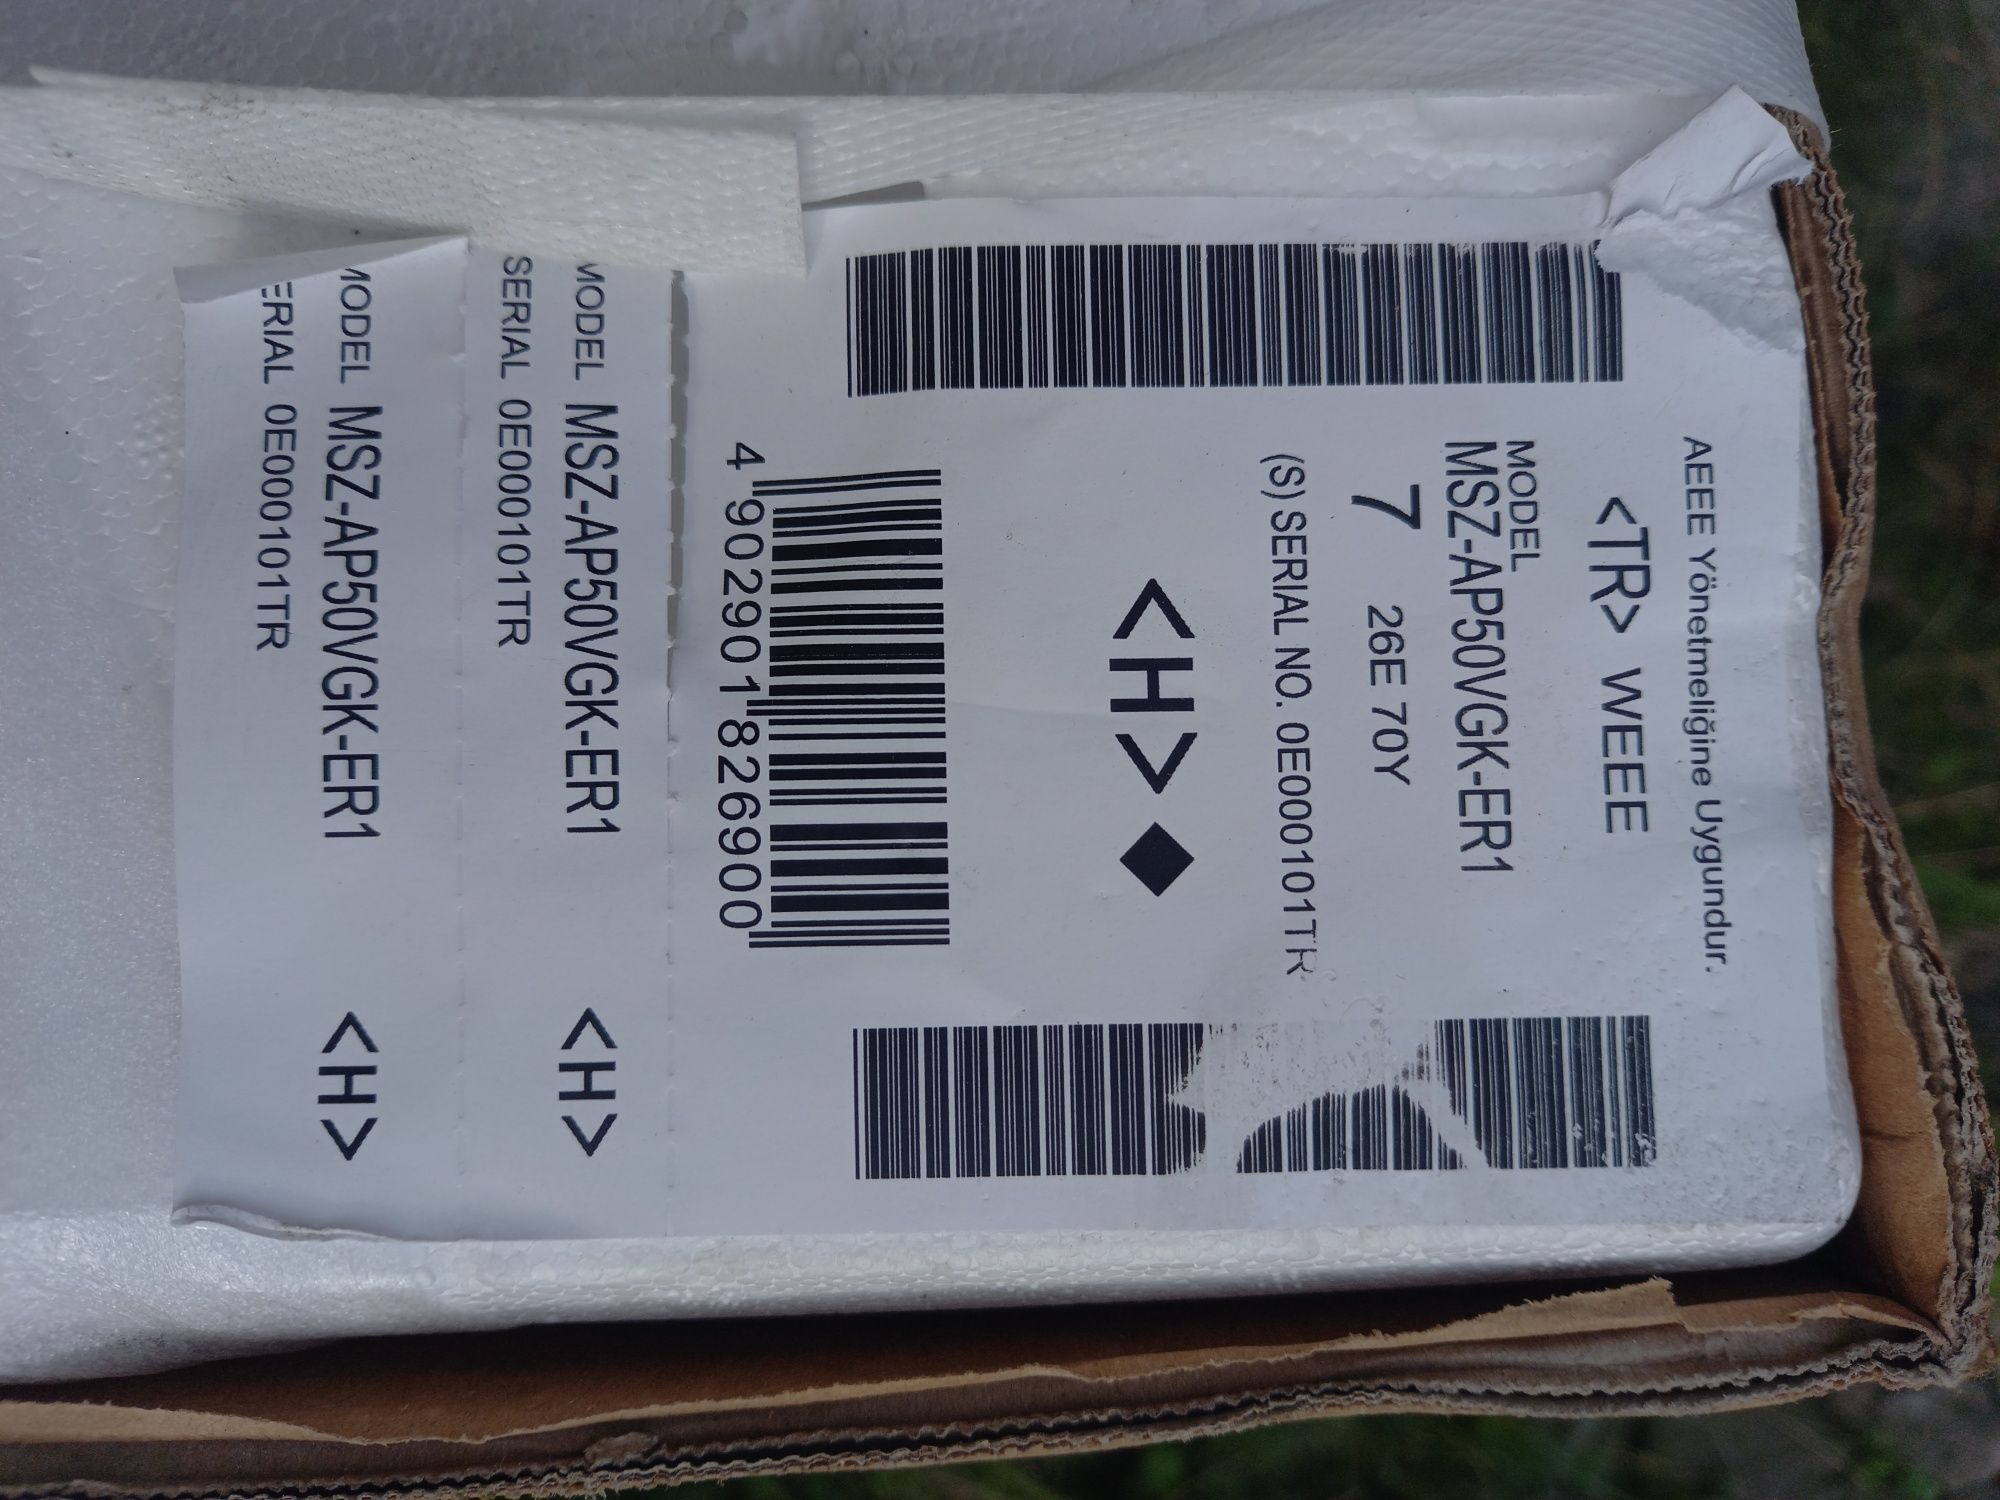 AEEE Yönetmeliğine Uygundur.
<TR> WEEE
MODEL
MSZ-AP50VGK-ER1
7 26E 70Y
(S) SERIAL NO. 0E000101TR
<H> ◆
4 902901 826900
MODEL MSZ-AP50VGK-ER1 <H>
SERIAL 0E000101TR
MODEL MSZ-AP50VGK-ER1 <H>
SERIAL 0E000101TR